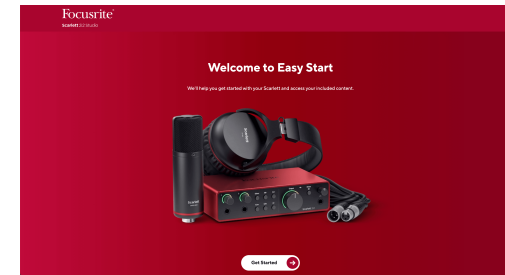 Focusrite®
Scarlett 2i2 Studio
Welcome to Easy Start
We'll help you get started with your Scarlett and access your included content.
Scarlett
Get Started